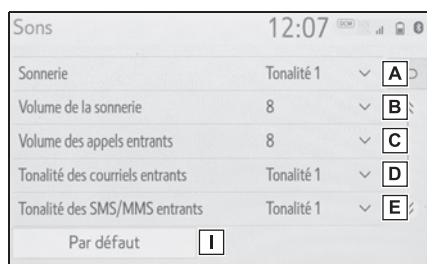 Sons 12:07 DCM
Sonnerie Tonalité 1 A
Volume de la sonnerie 8 B
Volume des appels entrants 8 C
Tonalité des courriels entrants Tonalité 1 D
Tonalité des SMS/MMS entrants Tonalité 1 E
Par défaut I